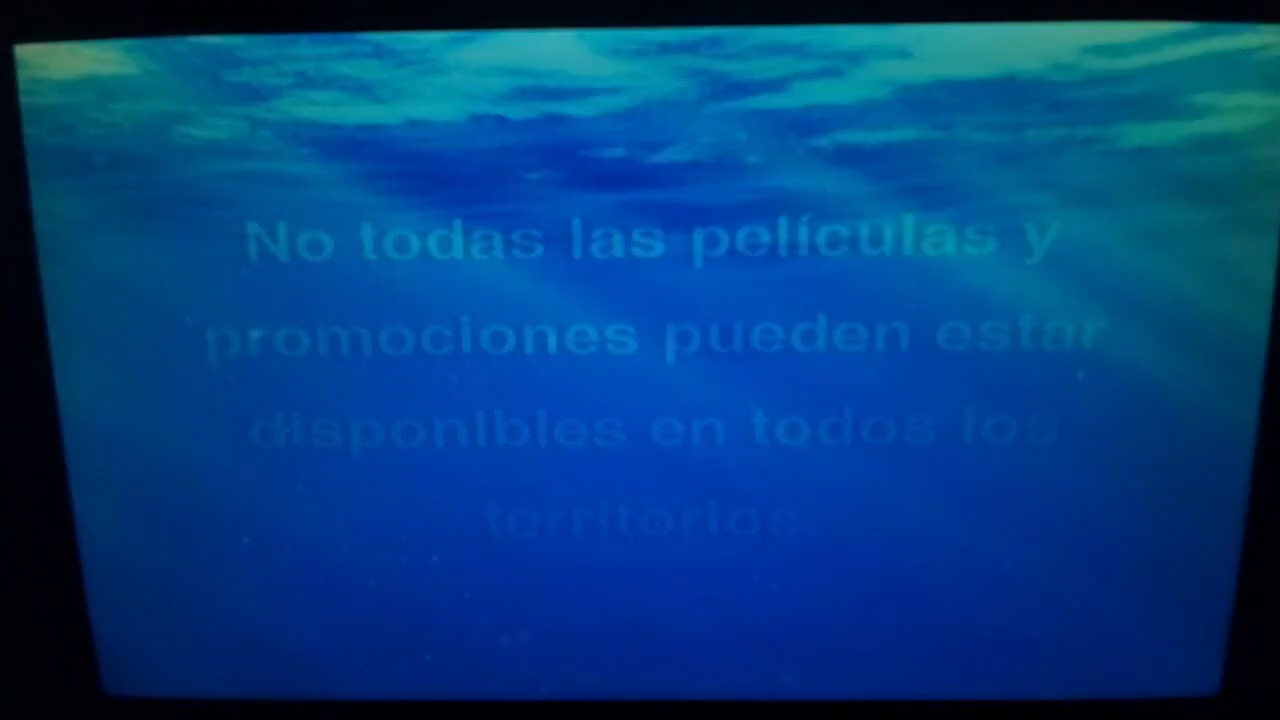 No todas las películas y
promociones pueden estar
disponibles en todos los
territorios.